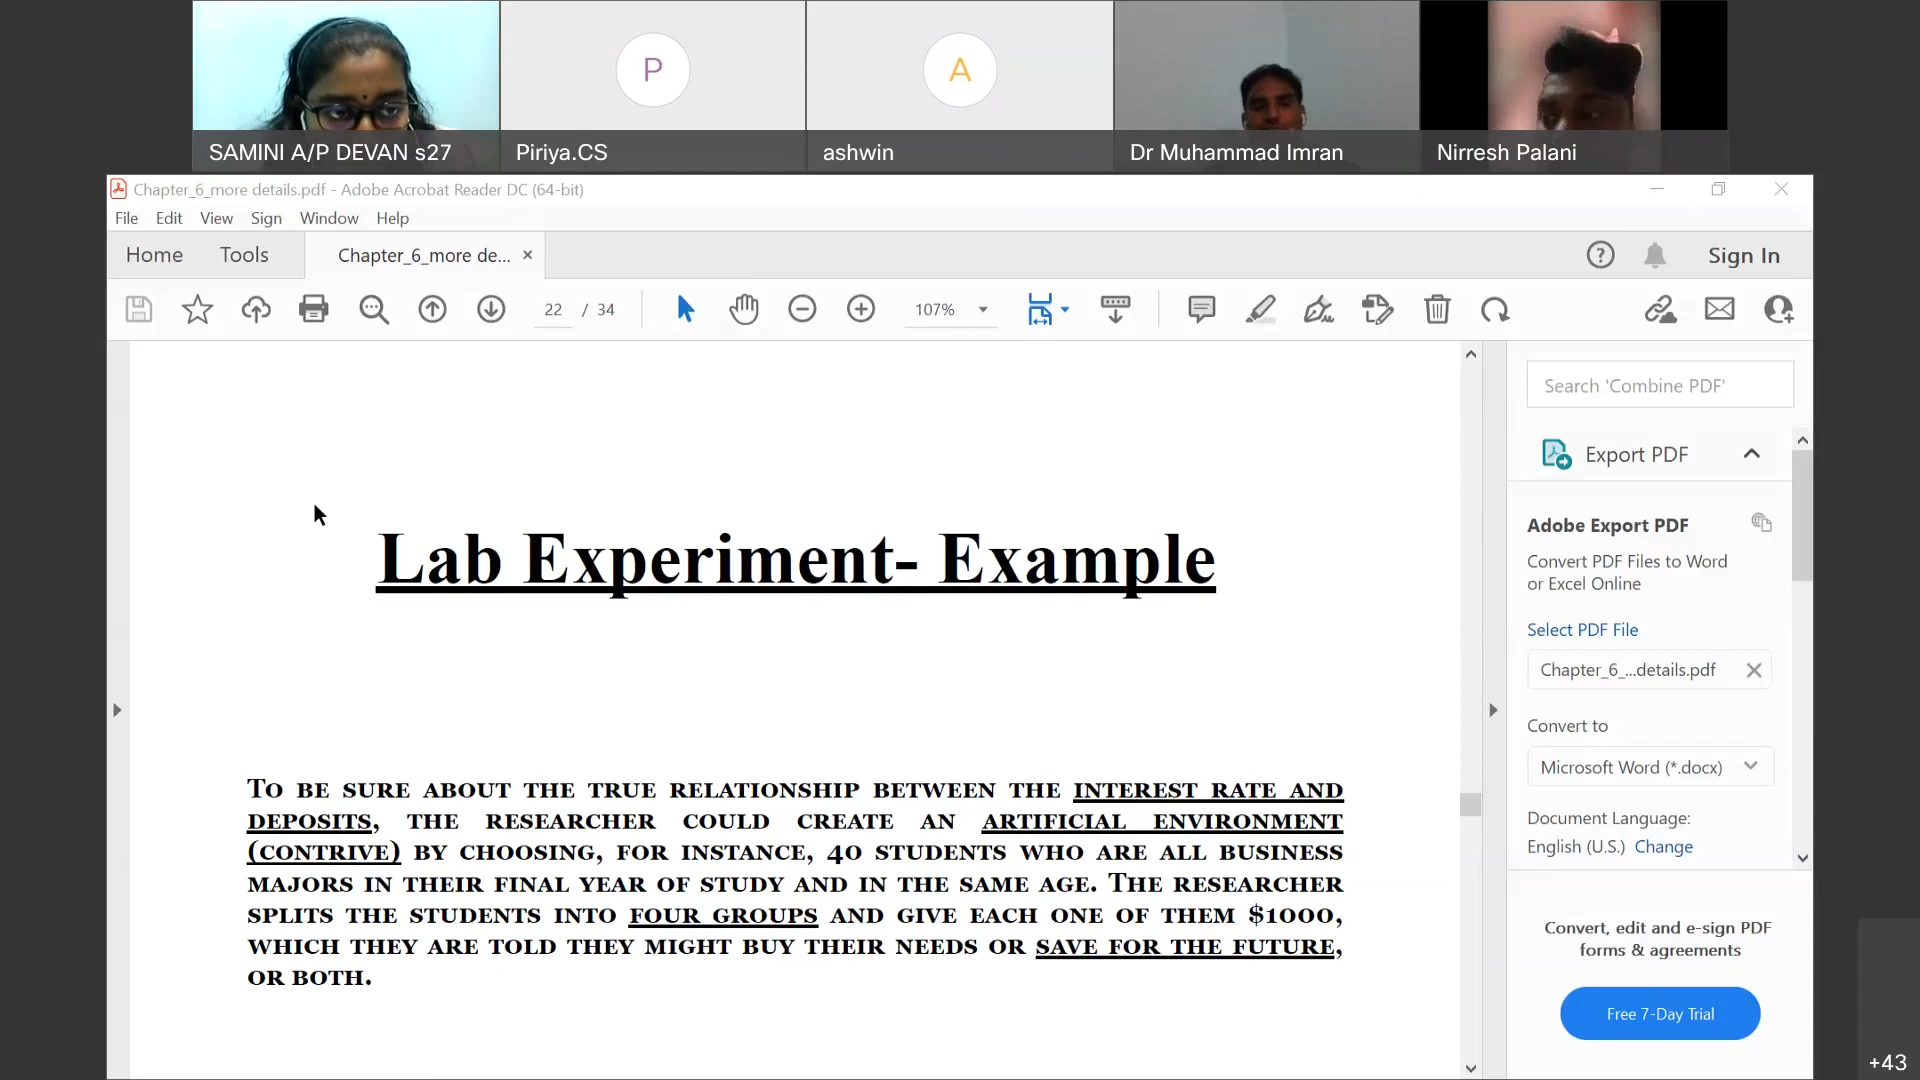 P
A
SAMINI A/P DEVAN s27
Piriya.CS
ashwin
Dr Muhammad Imran
Nirresh Palani
Chapter_6_more details.pdf - Adobe Acrobat Reader DC (64-bit)
File Edit View Sign Window Help
Home Tools Chapter_6_more de... × Sign In
22 / 34 107%
Lab Experiment- Example
To be sure about the true relationship between the interest rate and
deposits, the researcher could create an artificial environment
(contrive) by choosing, for instance, 40 students who are all business
majors in their final year of study and in the same age. The researcher
splits the students into four groups and give each one of them $1000,
which they are told they might buy their needs or save for the future,
or both.
Search 'Combine PDF'
Export PDF
Adobe Export PDF
Convert PDF Files to Word
or Excel Online
Select PDF File
Chapter_6_...details.pdf
Convert to
Microsoft Word (*.docx)
Document Language:
English (U.S.) Change
Convert, edit and e-sign PDF
forms & agreements
Free 7-Day Trial
+43